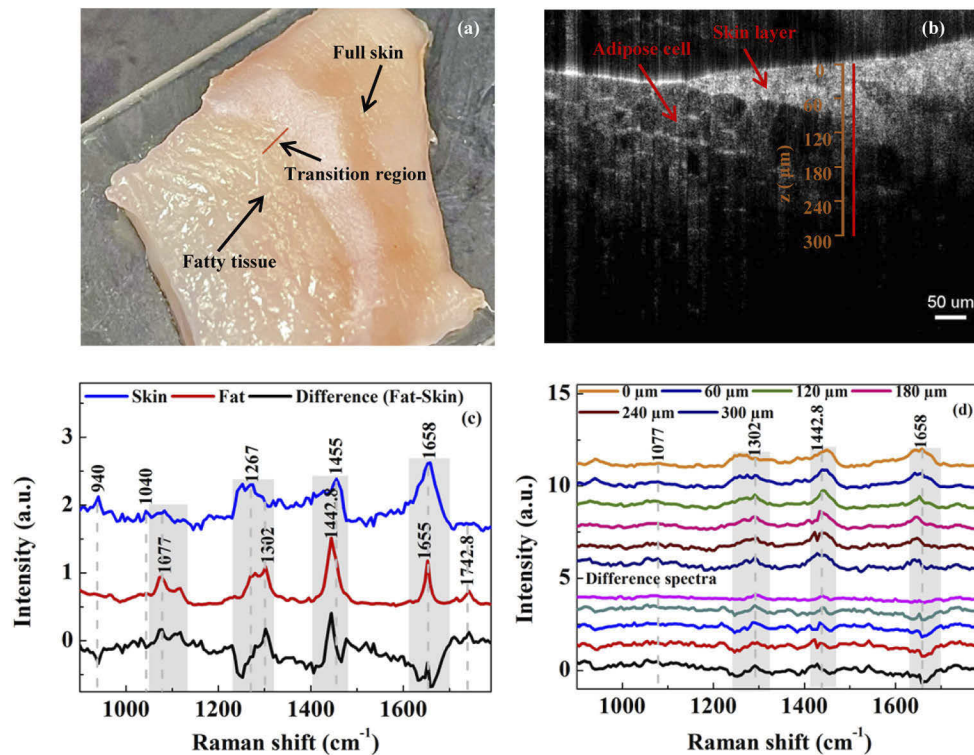 (a)
Full skin
Transition region
Fatty tissue
(b)
Skin layer
Adipose cell
0
60
120
180
240
300
z ( µm)
50 um
Skin Fat Difference (Fat-Skin)
(c)
940
1040
1077
1267
1302
1442.8
1455
1658
1655
1742.8
3
2
1
0
Intensity (a.u.)
1000 1200 1400 1600
Raman shift (cm-1)
0 µm 60 µm 120 µm 180 µm
240 µm 300 µm
(d)
1077
1302
1442.8
1658
Difference spectra
15
10
5
0
Intensity (a.u.)
1000 1200 1400 1600
Raman shift (cm-1)